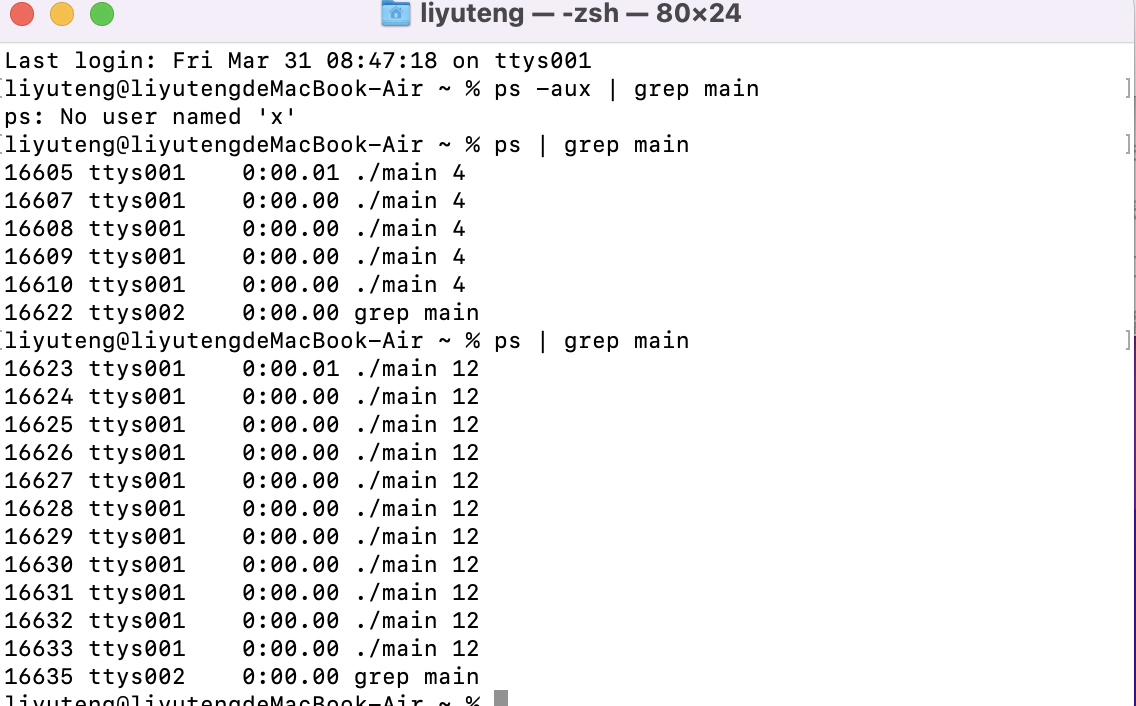 liyuteng — -zsh — 80×24
Last login: Fri Mar 31 08:47:18 on ttys001
[liyuteng@liyutengdeMacBook-Air ~ % ps -aux | grep main ]
ps: No user named 'x'
[liyuteng@liyutengdeMacBook-Air ~ % ps | grep main ]
16605 ttys001    0:00.01 ./main 4
16607 ttys001    0:00.00 ./main 4
16608 ttys001    0:00.00 ./main 4
16609 ttys001    0:00.00 ./main 4
16610 ttys001    0:00.00 ./main 4
16622 ttys002    0:00.00 grep main
[liyuteng@liyutengdeMacBook-Air ~ % ps | grep main ]
16623 ttys001    0:00.01 ./main 12
16624 ttys001    0:00.00 ./main 12
16625 ttys001    0:00.00 ./main 12
16626 ttys001    0:00.00 ./main 12
16627 ttys001    0:00.00 ./main 12
16628 ttys001    0:00.00 ./main 12
16629 ttys001    0:00.00 ./main 12
16630 ttys001    0:00.00 ./main 12
16631 ttys001    0:00.00 ./main 12
16632 ttys001    0:00.00 ./main 12
16633 ttys001    0:00.00 ./main 12
16635 ttys002    0:00.00 grep main
liyuteng@liyutengdeMacBook-Air ~ %